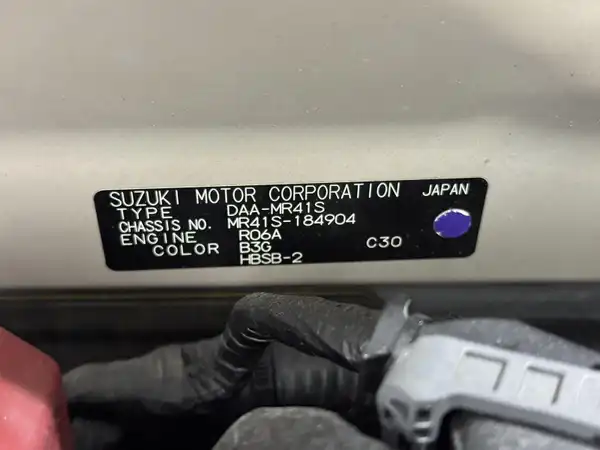 SUZUKI MOTOR CORPORATION JAPAN
TYPE DAA-MR41S
CHASSIS NO. MR41S-184904
ENGINE R06A
COLOR B3G C30
HBSB-2